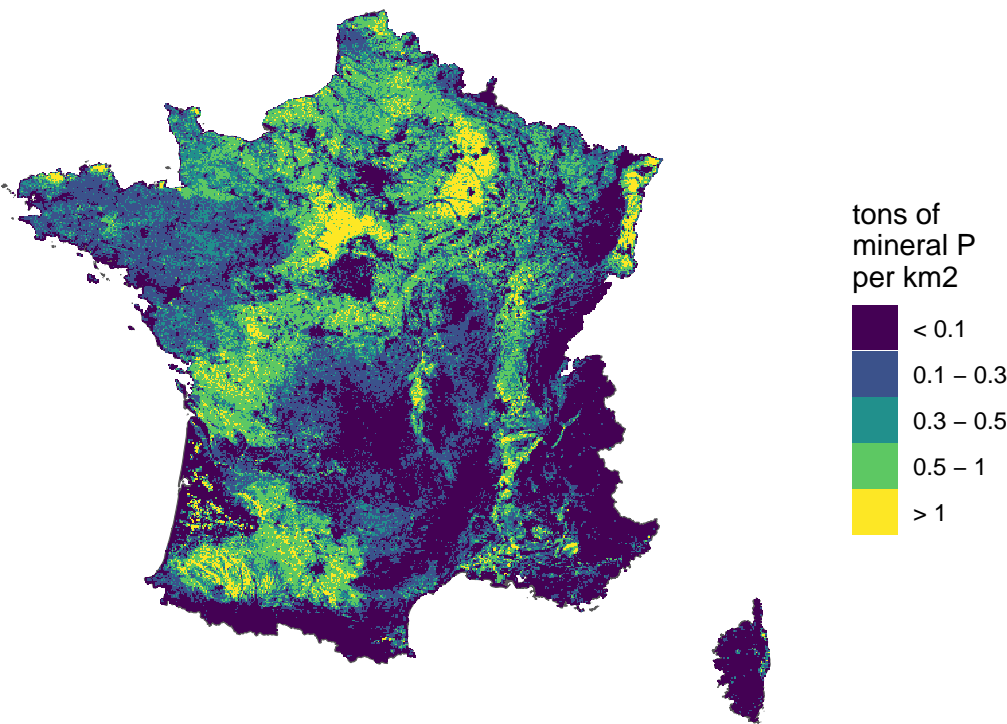 tons of
mineral P
per km2
< 0.1
0.1 – 0.3
0.3 – 0.5
0.5 – 1
> 1